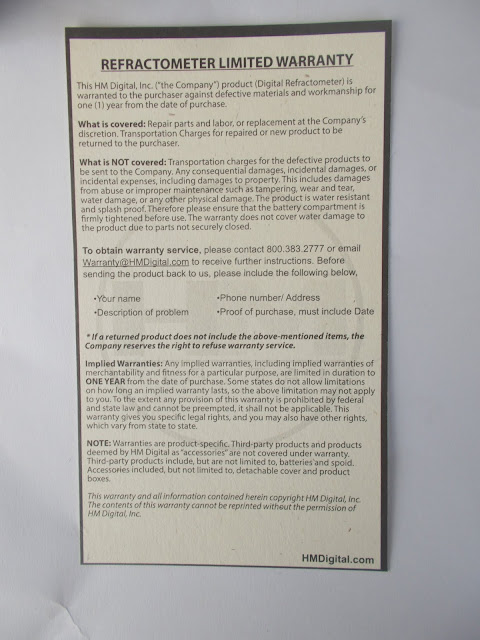 REFRACTOMETER LIMITED WARRANTY
This HM Digital, Inc. ("the Company") product (Digital Refractometer) is
warranted to the purchaser against defective materials and workmanship for
one (1) year from the date of purchase.
What is covered: Repair parts and labor, or replacement at the Company's
discretion. Transportation Charges for repaired or new product to be
returned to the purchaser.
What is NOT covered: Transportation charges for the defective products to
be sent to the Company. Any consequential damages, incidental damages, or
incidental expenses, including damages to property. This includes damages
from abuse or improper maintenance such as tampering, wear and tear,
water damage, or any other physical damage. The product is water resistant
and splash proof. Therefore please ensure that the battery compartment is
firmly tightened before use. The warranty does not cover water damage to
the product due to parts not securely closed.
To obtain warranty service, please contact 800.383.2777 or email
Warranty@HMDigital.com to receive further instructions. Before
sending the product back to us, please include the following below,
•Your name •Phone number/ Address
•Description of problem •Proof of purchase, must include Date
* If a returned product does not include the above-mentioned items, the
Company reserves the right to refuse warranty service.
Implied Warranties: Any implied warranties, including implied warranties of
merchantability and fitness for a particular purpose, are limited in duration to
ONE YEAR from the date of purchase. Some states do not allow limitations
on how long an implied warranty lasts, so the above limitation may not apply
to you. To the extent any provision of this warranty is prohibited by federal
and state law and cannot be preempted, it shall not be applicable. This
warranty gives you specific legal rights, and you may also have other rights,
which vary from state to state.
NOTE: Warranties are product-specific. Third-party products and products
deemed by HM Digital as "accessories" are not covered under warranty.
Third-party products include, but are not limited to, batteries and spoid.
Accessories included, but not limited to, detachable cover and product
boxes.
This warranty and all information contained herein copyright HM Digital, Inc.
The contents of this warranty cannot be reprinted without the permission of
HM Digital, Inc.
HMDigital.com